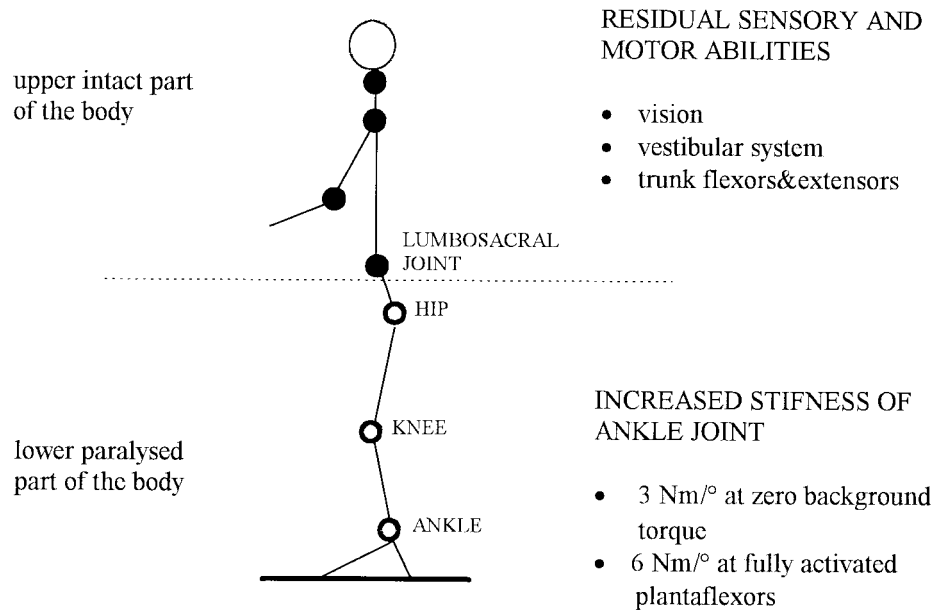 upper intact part
of the body
RESIDUAL SENSORY AND
MOTOR ABILITIES
• vision
• vestibular system
• trunk flexors&extensors
LUMBOSACRAL
JOINT
HIP
KNEE
ANKLE
lower paralysed
part of the body
INCREASED STIFNESS OF
ANKLE JOINT
• 3 Nm/° at zero background
torque
• 6 Nm/° at fully activated
plantaflexors